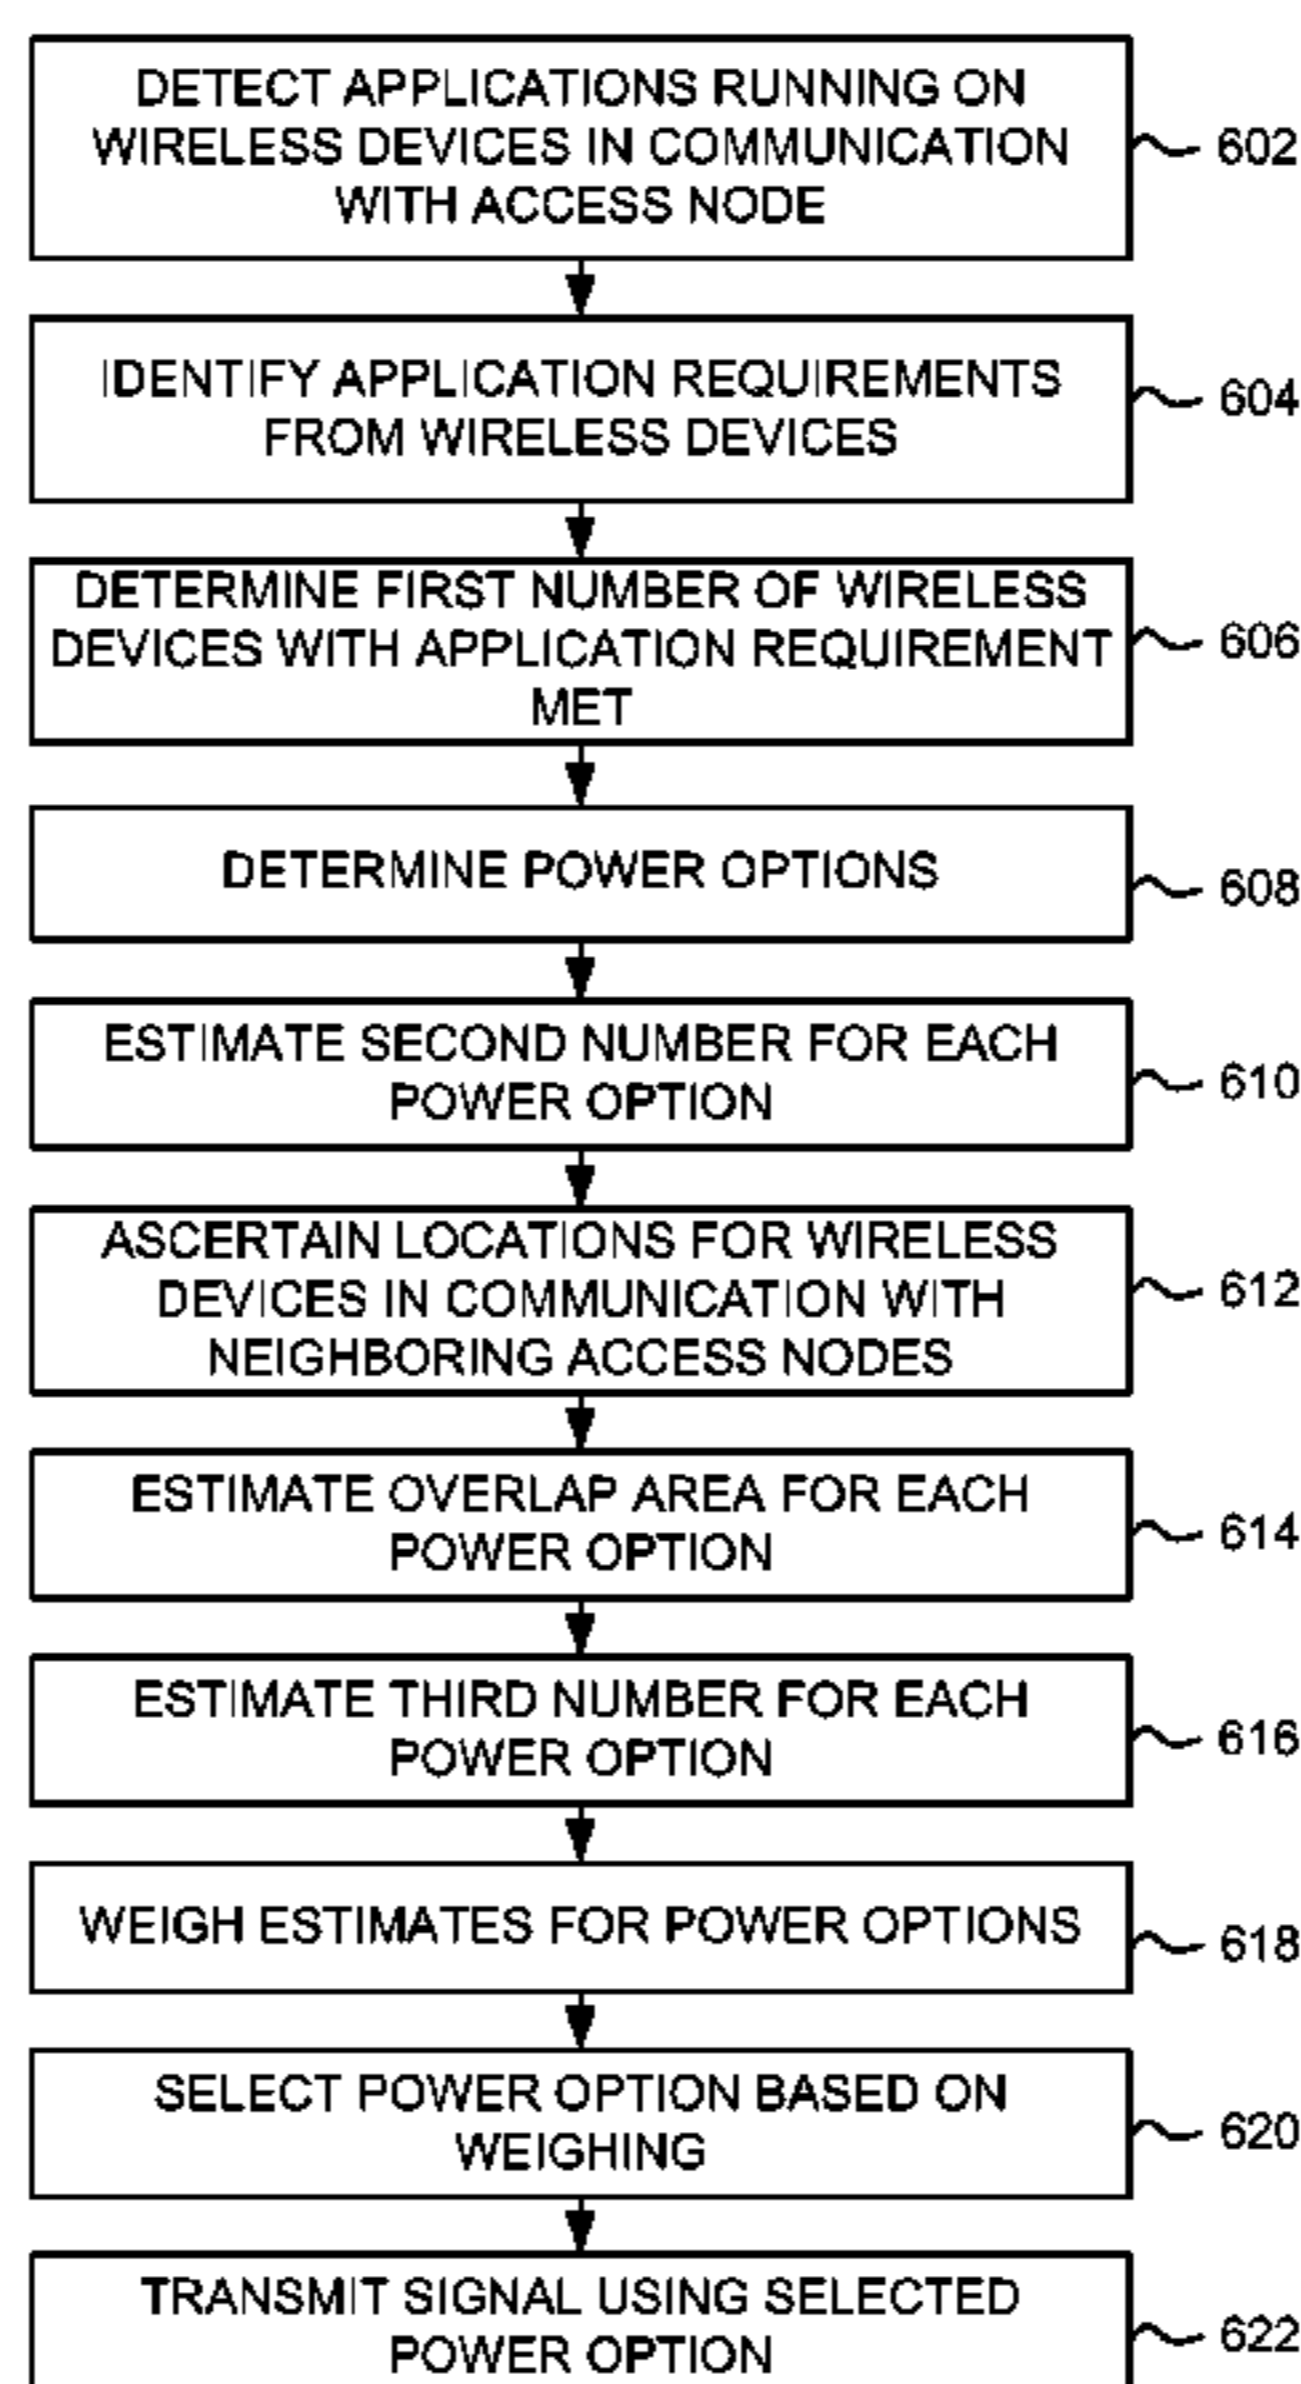 DETECT APPLICATIONS RUNNING ON
WIRELESS DEVICES IN COMMUNICATION
WITH ACCESS NODE
602
IDENTIFY APPLICATION REQUIREMENTS
FROM WIRELESS DEVICES
604
DETERMINE FIRST NUMBER OF WIRELESS
DEVICES WITH APPLICATION REQUIREMENT
MET
606
DETERMINE POWER OPTIONS
608
ESTIMATE SECOND NUMBER FOR EACH
POWER OPTION
610
ASCERTAIN LOCATIONS FOR WIRELESS
DEVICES IN COMMUNICATION WITH
NEIGHBORING ACCESS NODES
612
ESTIMATE OVERLAP AREA FOR EACH
POWER OPTION
614
ESTIMATE THIRD NUMBER FOR EACH
POWER OPTION
616
WEIGH ESTIMATES FOR POWER OPTIONS
618
SELECT POWER OPTION BASED ON
WEIGHING
620
TRANSMIT SIGNAL USING SELECTED
POWER OPTION
622